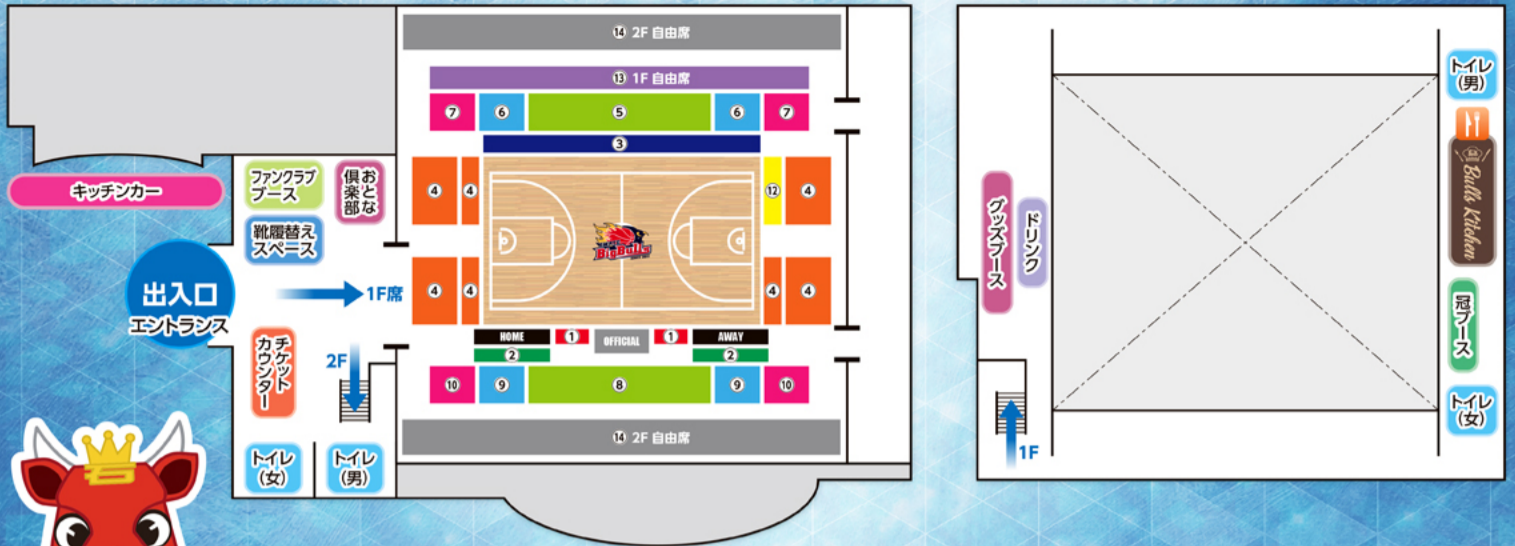 ⑭ 2F 自由席
⑬ 1F 自由席
⑦
⑥
⑤
⑥
⑦
③
④
④
⑫
④
BigBulls
④
④
④
④
HOME
①
OFFICIAL
①
AWAY
②
②
⑩
⑨
⑧
⑨
⑩
⑭ 2F 自由席
キッチンカー
ファンクラブ
ブース
おとな
倶楽部
靴履替え
スペース
出入口
エントランス
1F席
チケット
カウンター
2F
トイレ
(女)
トイレ
(男)
グッズブース
ドリンク
1F
トイレ
(男)
Bulls Kitchen
冠ブース
トイレ
(女)